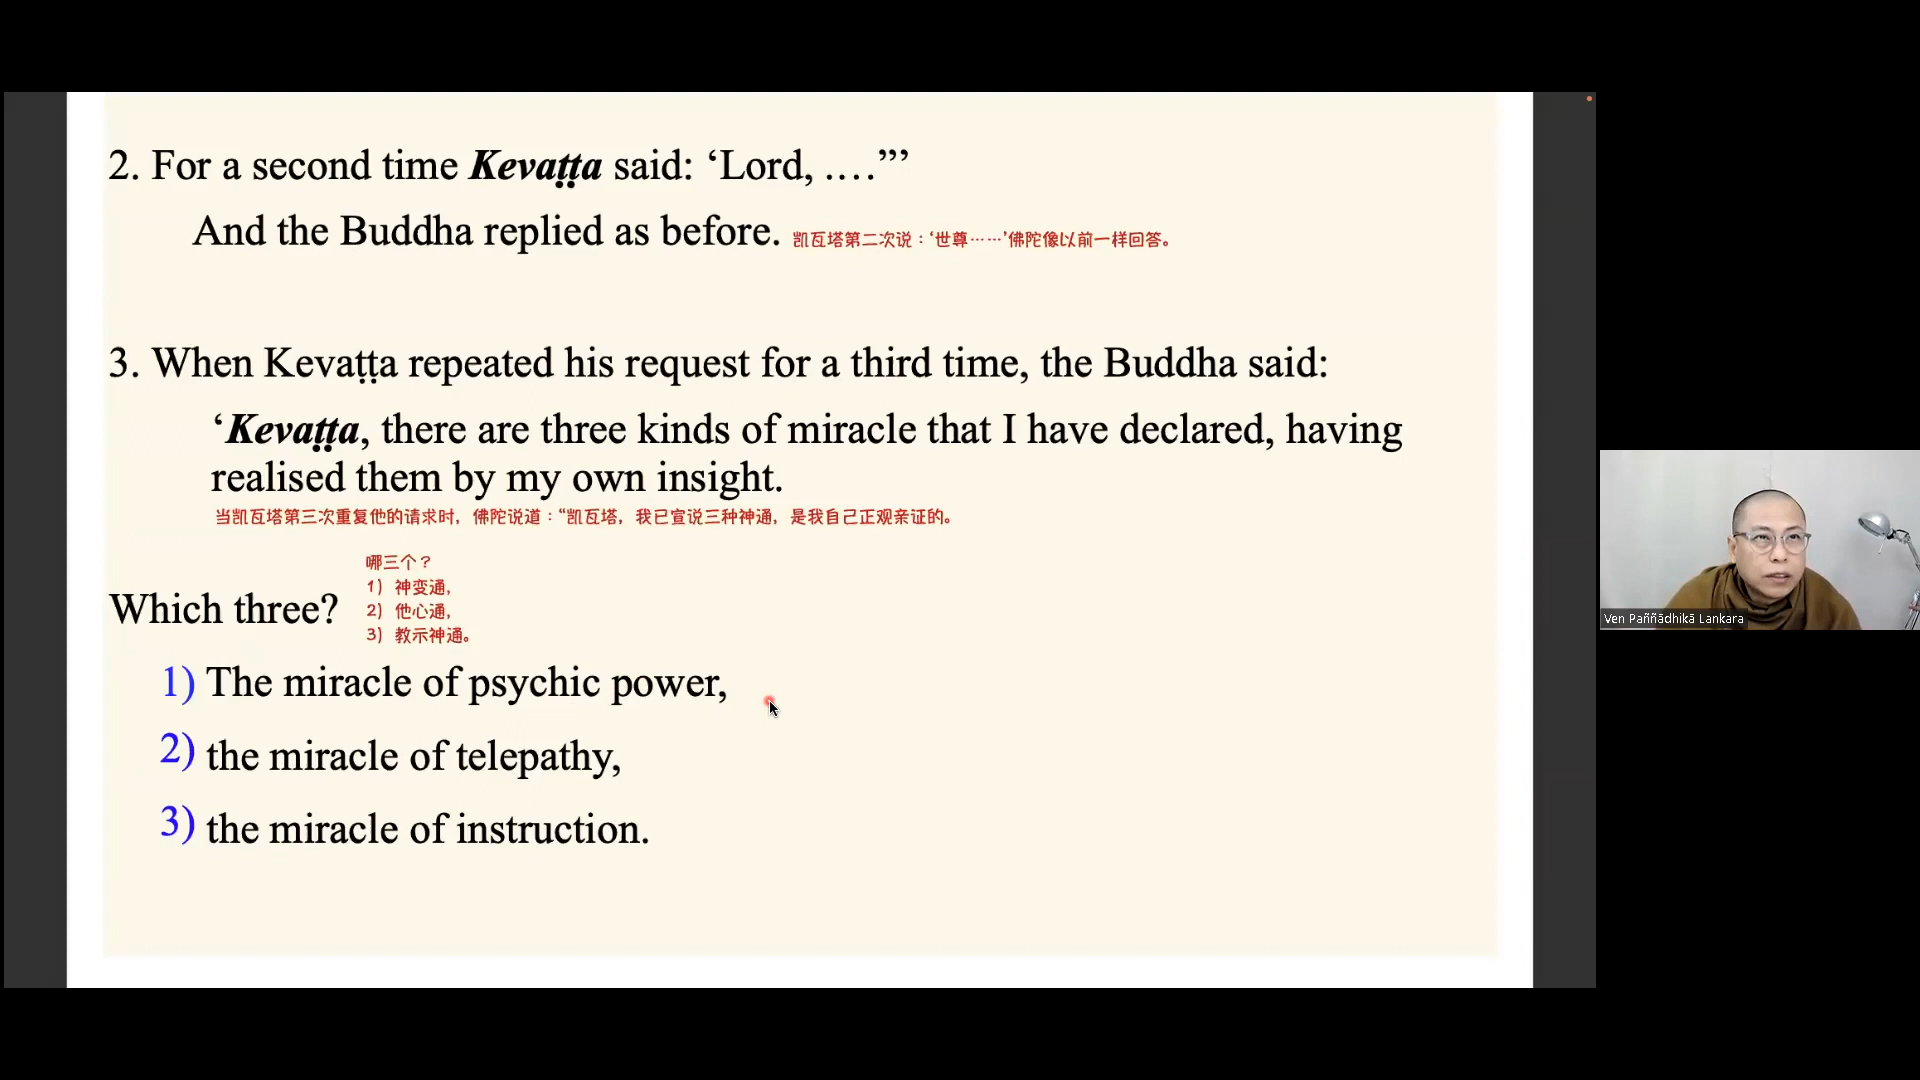 2. For a second time Kevaṭṭa said: ‘Lord, ….”’
And the Buddha replied as before. 凯瓦塔第二次说：‘世尊……’佛陀像以前一样回答。
3. When Kevaṭṭa repeated his request for a third time, the Buddha said:
‘Kevaṭṭa, there are three kinds of miracle that I have declared, having
realised them by my own insight.
当凯瓦塔第三次重复他的请求时，佛陀说道：“凯瓦塔，我已宣说三种神通，是我自己正观亲证的。
哪三个？
1）神变通，
2）他心通，
3）教示神通。
Which three?
1) The miracle of psychic power,
2) the miracle of telepathy,
3) the miracle of instruction.
Ven Paññādhikā Lankara